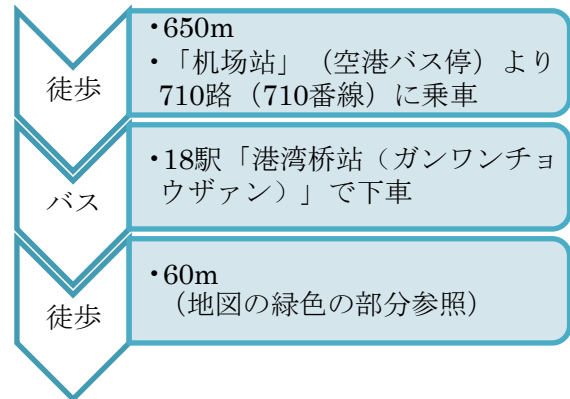 徒歩
・650m
・「机场站」（空港バス停）より
710路（710番線）に乗車
バス
・18駅「港湾桥站（ガンワンチョ
ウザァン）」で下車
徒歩
・60m
（地図の緑色の部分参照）